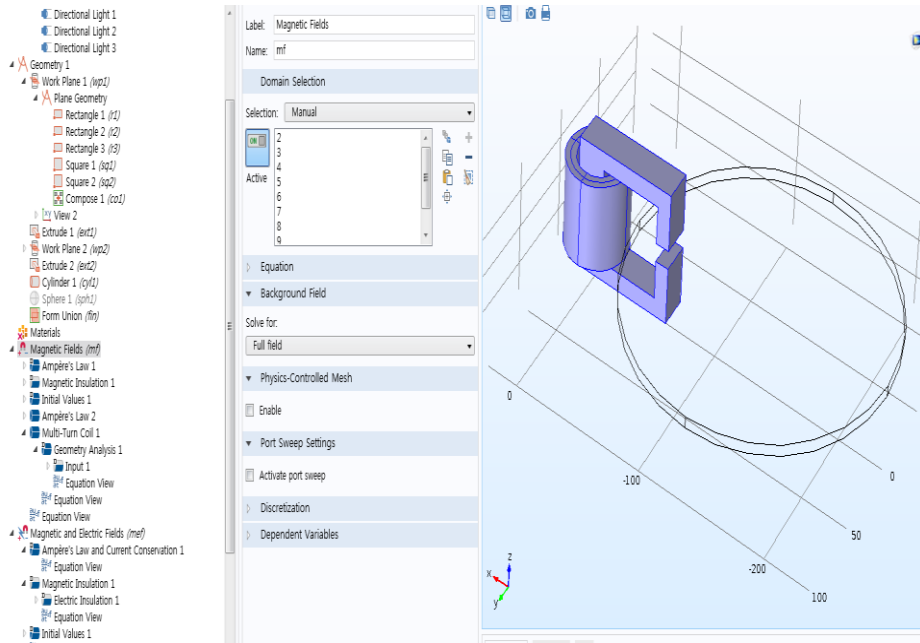 Directional Light 1
Directional Light 2
Directional Light 3
Geometry 1
Work Plane 1 (wp1)
Plane Geometry
Rectangle 1 (r1)
Rectangle 2 (r2)
Rectangle 3 (r3)
Square 1 (sq1)
Square 2 (sq2)
Compose 1 (co1)
xy View 2
Extrude 1 (ext1)
Work Plane 2 (wp2)
Extrude 2 (ext2)
Cylinder 1 (cyl1)
Sphere 1 (sph1)
Form Union (fin)
Materials
Magnetic Fields (mf)
Ampère's Law 1
Magnetic Insulation 1
Initial Values 1
Ampère's Law 2
Multi-Turn Coil 1
Geometry Analysis 1
Input 1
Equation View
Equation View
Equation View
Magnetic and Electric Fields (mef)
Ampère's Law and Current Conservation 1
Equation View
Magnetic Insulation 1
Electric Insulation 1
Equation View
Initial Values 1
Label: Magnetic Fields
Name: mf
Domain Selection
Selection: Manual
ON
Active
2
3
4
5
6
7
8
9
Equation
Background Field
Solve for:
Full field
Physics-Controlled Mesh
Enable
Port Sweep Settings
Activate port sweep
Discretization
Dependent Variables
0
-100
-200
0
50
100
z
x
y